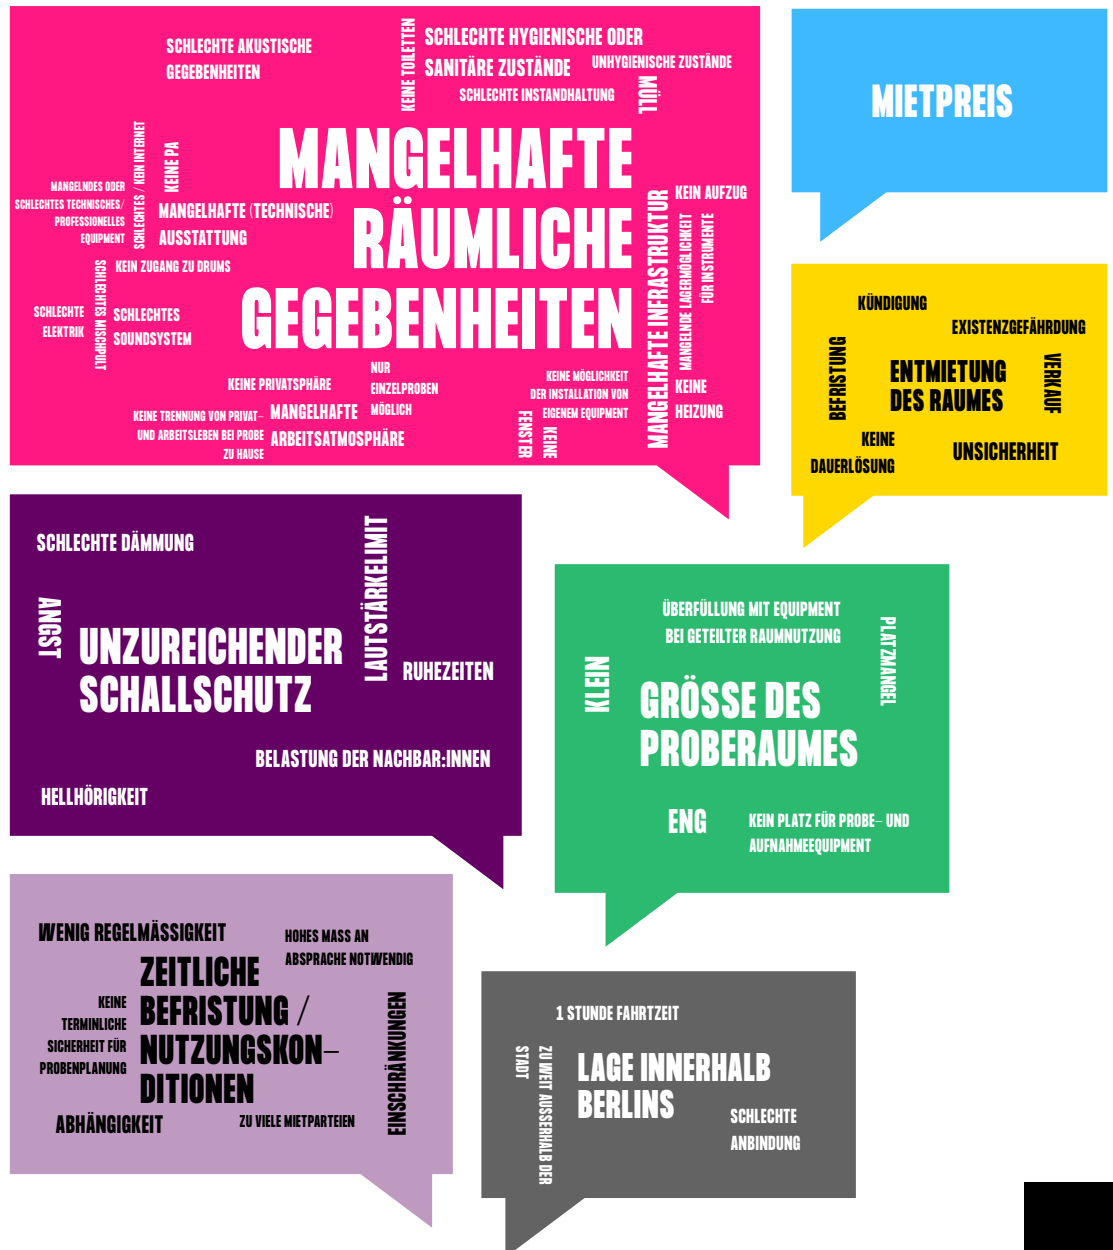 SCHLECHTE AKUSTISCHE
GEGEBENHEITEN
KEINE TOILETTEN
SCHLECHTE HYGIENISCHE ODER
SANITÄRE ZUSTÄNDE
UNHYGIENISCHE ZUSTÄNDE
SCHLECHTE INSTANDHALTUNG
MÜLL
MANGELHAFTE
RÄUMLICHE
GEGEBENHEITEN
MANGELNDES ODER
SCHLECHTES TECHNISCHES/
PROFESSIONELLES
EQUIPMENT
SCHLECHTES / KEIN INTERNET
KEINE PA
MANGELHAFTE (TECHNISCHE)
AUSSTATTUNG
KEIN ZUGANG ZU DRUMS
SCHLECHTE
ELEKTRIK
SCHLECHTES MISCHPULT
SCHLECHTES
SOUNDSYSTEM
MANGELHAFTE INFRASTRUKTUR
KEIN AUFZUG
MANGELNDE LAGERMÖGLICHKEIT
FÜR INSTRUMENTE
KEINE
HEIZUNG
KEINE PRIVATSPHÄRE
NUR
EINZELPROBEN
MÖGLICH
KEINE TRENNUNG VON PRIVAT–
UND ARBEITSLEBEN BEI PROBE
ZU HAUSE
MANGELHAFTE
ARBEITSATMOSPHÄRE
KEINE MÖGLICHKEIT
DER INSTALLATION VON
EIGENEM EQUIPMENT
KEINE
FENSTER
MIETPREIS
KÜNDIGUNG
EXISTENZGEFÄHRDUNG
BEFRISTUNG
ENTMIETUNG
DES RAUMES
VERKAUF
KEINE
DAUERLÖSUNG
UNSICHERHEIT
SCHLECHTE DÄMMUNG
ANGST
UNZUREICHENDER
SCHALLSCHUTZ
LAUTSTÄRKELIMIT
RUHEZEITEN
BELASTUNG DER NACHBAR:INNEN
HELLHÖRIGKEIT
ÜBERFÜLLUNG MIT EQUIPMENT
BEI GETEILTER RAUMNUTZUNG
PLATZMANGEL
KLEIN
GRÖSSE DES
PROBERAUMES
ENG
KEIN PLATZ FÜR PROBE– UND
AUFNAHMEEQUIPMENT
WENIG REGELMÄSSIGKEIT
HOHES MASS AN
ABSPRACHE NOTWENDIG
ZEITLICHE
BEFRISTUNG /
NUTZUNGSKON–
DITIONEN
KEINE
TERMINLICHE
SICHERHEIT FÜR
PROBENPLANUNG
EINSCHRÄNKUNGEN
ABHÄNGIGKEIT
ZU VIELE MIETPARTEIEN
1 STUNDE FAHRTZEIT
ZU WEIT AUSSERHALB DER
STADT
LAGE INNERHALB
BERLINS
SCHLECHTE
ANBINDUNG